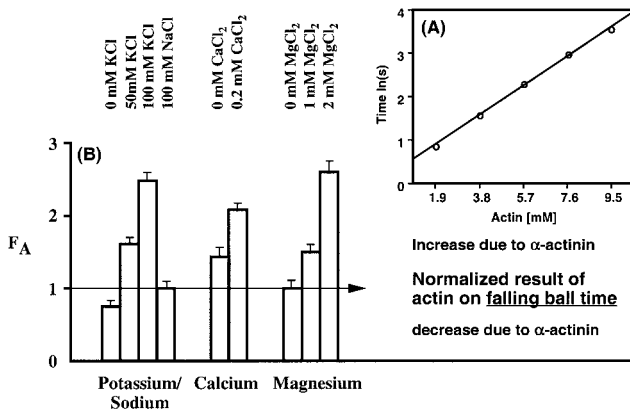 0 mM KCl
50mM KCl
100 mM KCl
100 mM NaCl
0 mM CaCl2
0.2 mM CaCl2
0 mM MgCl2
1 mM MgCl2
2 mM MgCl2
(B)
FA
3
2
1
0
Potassium/
Sodium
Calcium
Magnesium
(A)
Time ln(s)
4
3
2
1
0
1.9 3.8 5.7 7.6 9.5
Actin [mM]
Increase due to α-actinin
Normalized result of
actin on falling ball time
decrease due to α-actinin